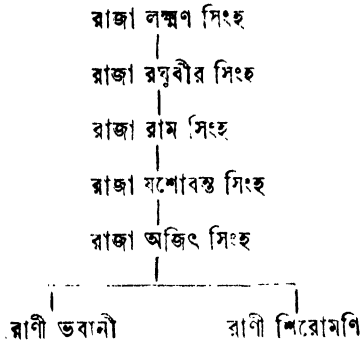 রাজা লক্ষ্মণ সিংহ
রাজা রঘুবীর সিংহ
রাজা রাম সিংহ
রাজা যশোবন্ত সিংহ
রাজা অজিৎ সিংহ
রাণী ভবানী রাণী শিরোমণি